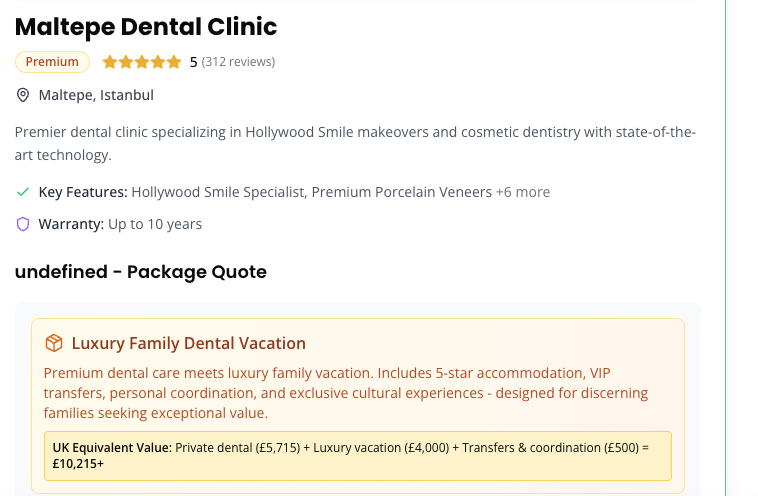 Maltepe Dental Clinic
Premium 5 (312 reviews)
Maltepe, Istanbul
Premier dental clinic specializing in Hollywood Smile makeovers and cosmetic dentistry with state-of-the-
art technology.
Key Features: Hollywood Smile Specialist, Premium Porcelain Veneers +6 more
Warranty: Up to 10 years
undefined - Package Quote
Luxury Family Dental Vacation
Premium dental care meets luxury family vacation. Includes 5-star accommodation, VIP
transfers, personal coordination, and exclusive cultural experiences - designed for discerning
families seeking exceptional value.
UK Equivalent Value: Private dental (£5,715) + Luxury vacation (£4,000) + Transfers & coordination (£500) =
£10,215+